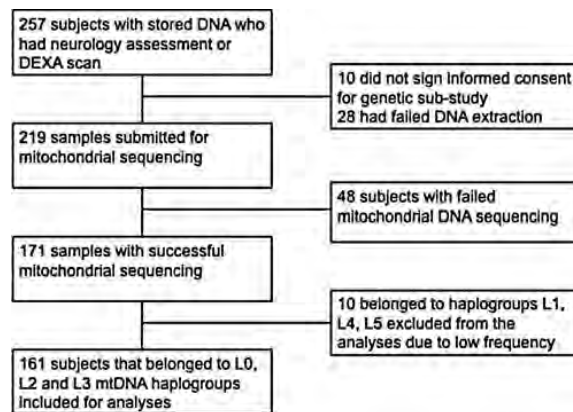 257 subjects with stored DNA who
had neurology assessment or
DEXA scan
10 did not sign informed consent
for genetic sub-study
28 had failed DNA extraction
219 samples submitted for
mitochondrial sequencing
48 subjects with failed
mitochondrial DNA sequencing
171 samples with successful
mitochondrial sequencing
10 belonged to haplogroups L1,
L4, L5 excluded from the
analyses due to low frequency
161 subjects that belonged to L0,
L2 and L3 mtDNA haplogroups
included for analyses